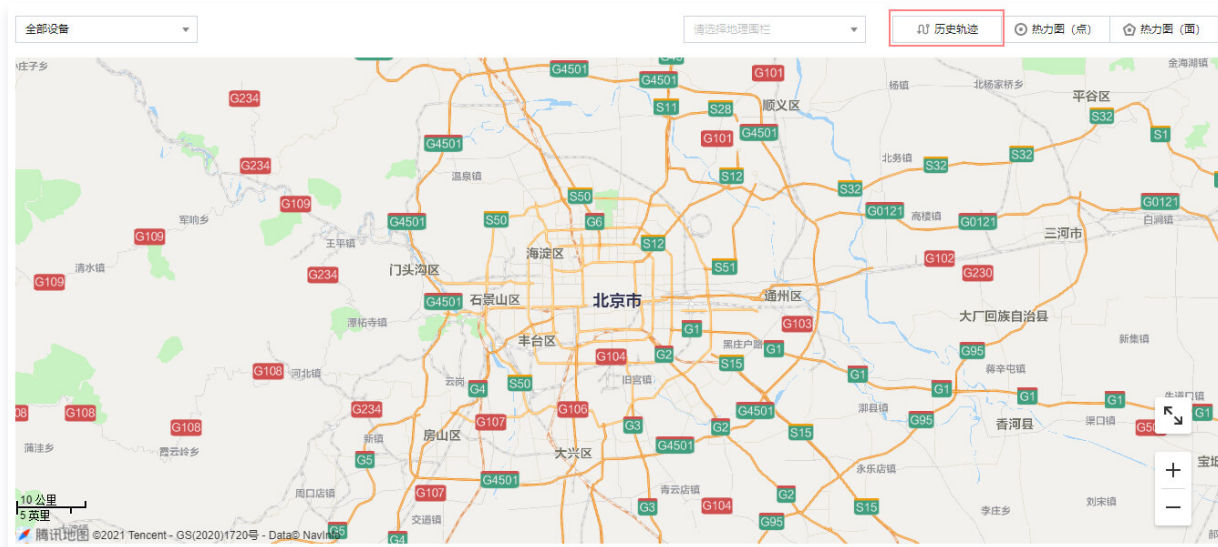 全部设备
请选择地理围栏
历史轨迹
热力图（点）
热力图（面）
G4501
G4501
G101
金海湖镇
G234
杨镇
北杨家桥乡
平谷区
S11
S28
顺义区
S32
G4501
G101
G4501
S1
G234
温泉镇
北务镇
S32
S32
S12
S50
S32
G109
军响乡
G4501
S50
G6
G0121
高楼镇
G0121
G0121
白涧镇
G109
王平镇
S12
三河市
海淀区
G102
清水镇
G234
门头沟区
S51
G230
G109
G4501
石景山区
北京市
通州区
潭柘寺镇
G1
G103
大厂回族自治县
丰台区
黑庄户路
新集镇
G104
G2
G1
G95
S15
G108
河北镇
云岗
G4
S50
旧宫镇
G1
蒋辛屯镇
G1
G1
G1
08
G108
G234
G106
G4501
漷县镇
G95
G1
G108
G107
G3
G2
S15
香河县
渠口镇
蒲洼乡
霞云岭乡
新镇
房山区
G4501
G5
大兴区
永乐店镇
宝坻
周口店镇
G107
G4501
青云店镇
G2
10 公里
G3
G104
S15
李庄乡
刘宋镇
5 英里
交道镇
G95
腾讯地图 ©2021 Tencent - GS(2020)1720号 - Data© NavInfo
G5
G4